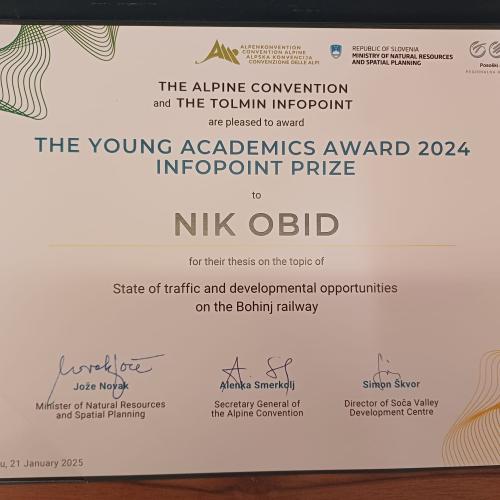 ALPENKONVENTION
CONVENTION ALPINE
ALPSKA KONVENCIJA
CONVENZIONE DELLE ALPI
REPUBLIC OF SLOVENIA
MINISTRY OF NATURAL RESOURCES
AND SPATIAL PLANNING
THE ALPINE CONVENTION
and THE TOLMIN INFOPOINT
are pleased to award
THE YOUNG ACADEMICS AWARD 2024
INFOPOINT PRIZE
to
NIK OBID
for their thesis on the topic of
State of traffic and developmental opportunities
on the Bohinj railway
Jože Novak
Minister of Natural Resources
and Spatial Planning
Alenka Smerkolj
Secretary General of
the Alpine Convention
Simon Škvor
Director of Soča Valley
Development Centre
21 January 2025